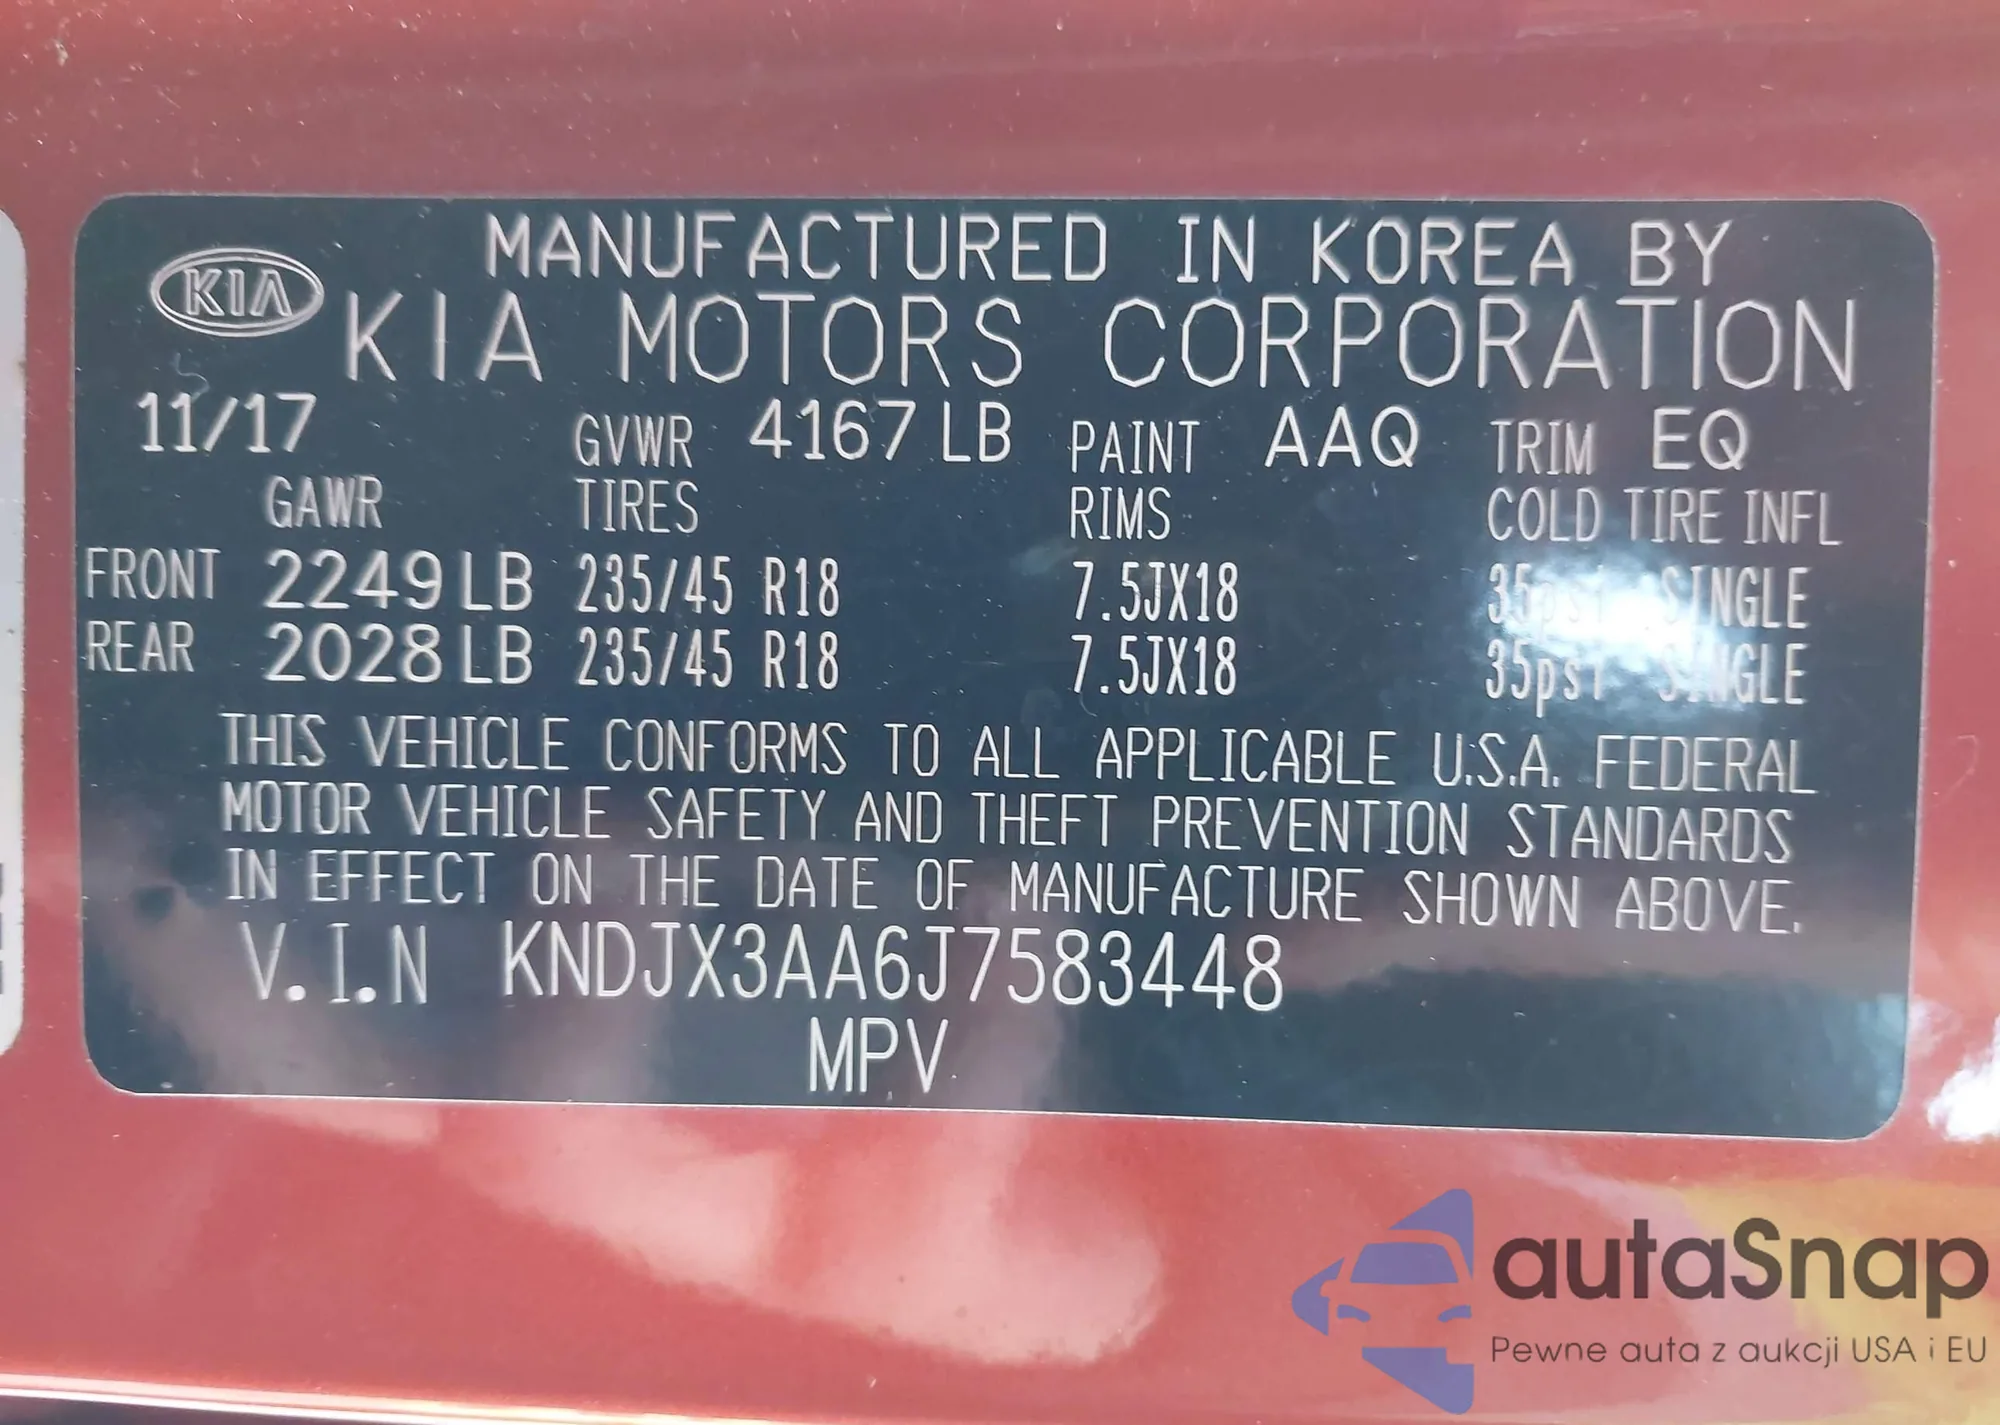 MANUFACTURED IN KOREA BY
KIA KIA MOTORS CORPORATION
11/17 GVWR 4167 LB PAINT AAQ TRIM EQ
GAWR TIRES RIMS COLD TIRE INFL
FRONT 2249 LB 235/45 R18 7.5JX18 35psi SINGLE
REAR 2028 LB 235/45 R18 7.5JX18 35psi SINGLE
THIS VEHICLE CONFORMS TO ALL APPLICABLE U.S.A. FEDERAL
MOTOR VEHICLE SAFETY AND THEFT PREVENTION STANDARDS
IN EFFECT ON THE DATE OF MANUFACTURE SHOWN ABOVE.
V.I.N KNDJX3AA6J7583448
MPV
autaSnap
Pewne auta z aukcji USA i EU